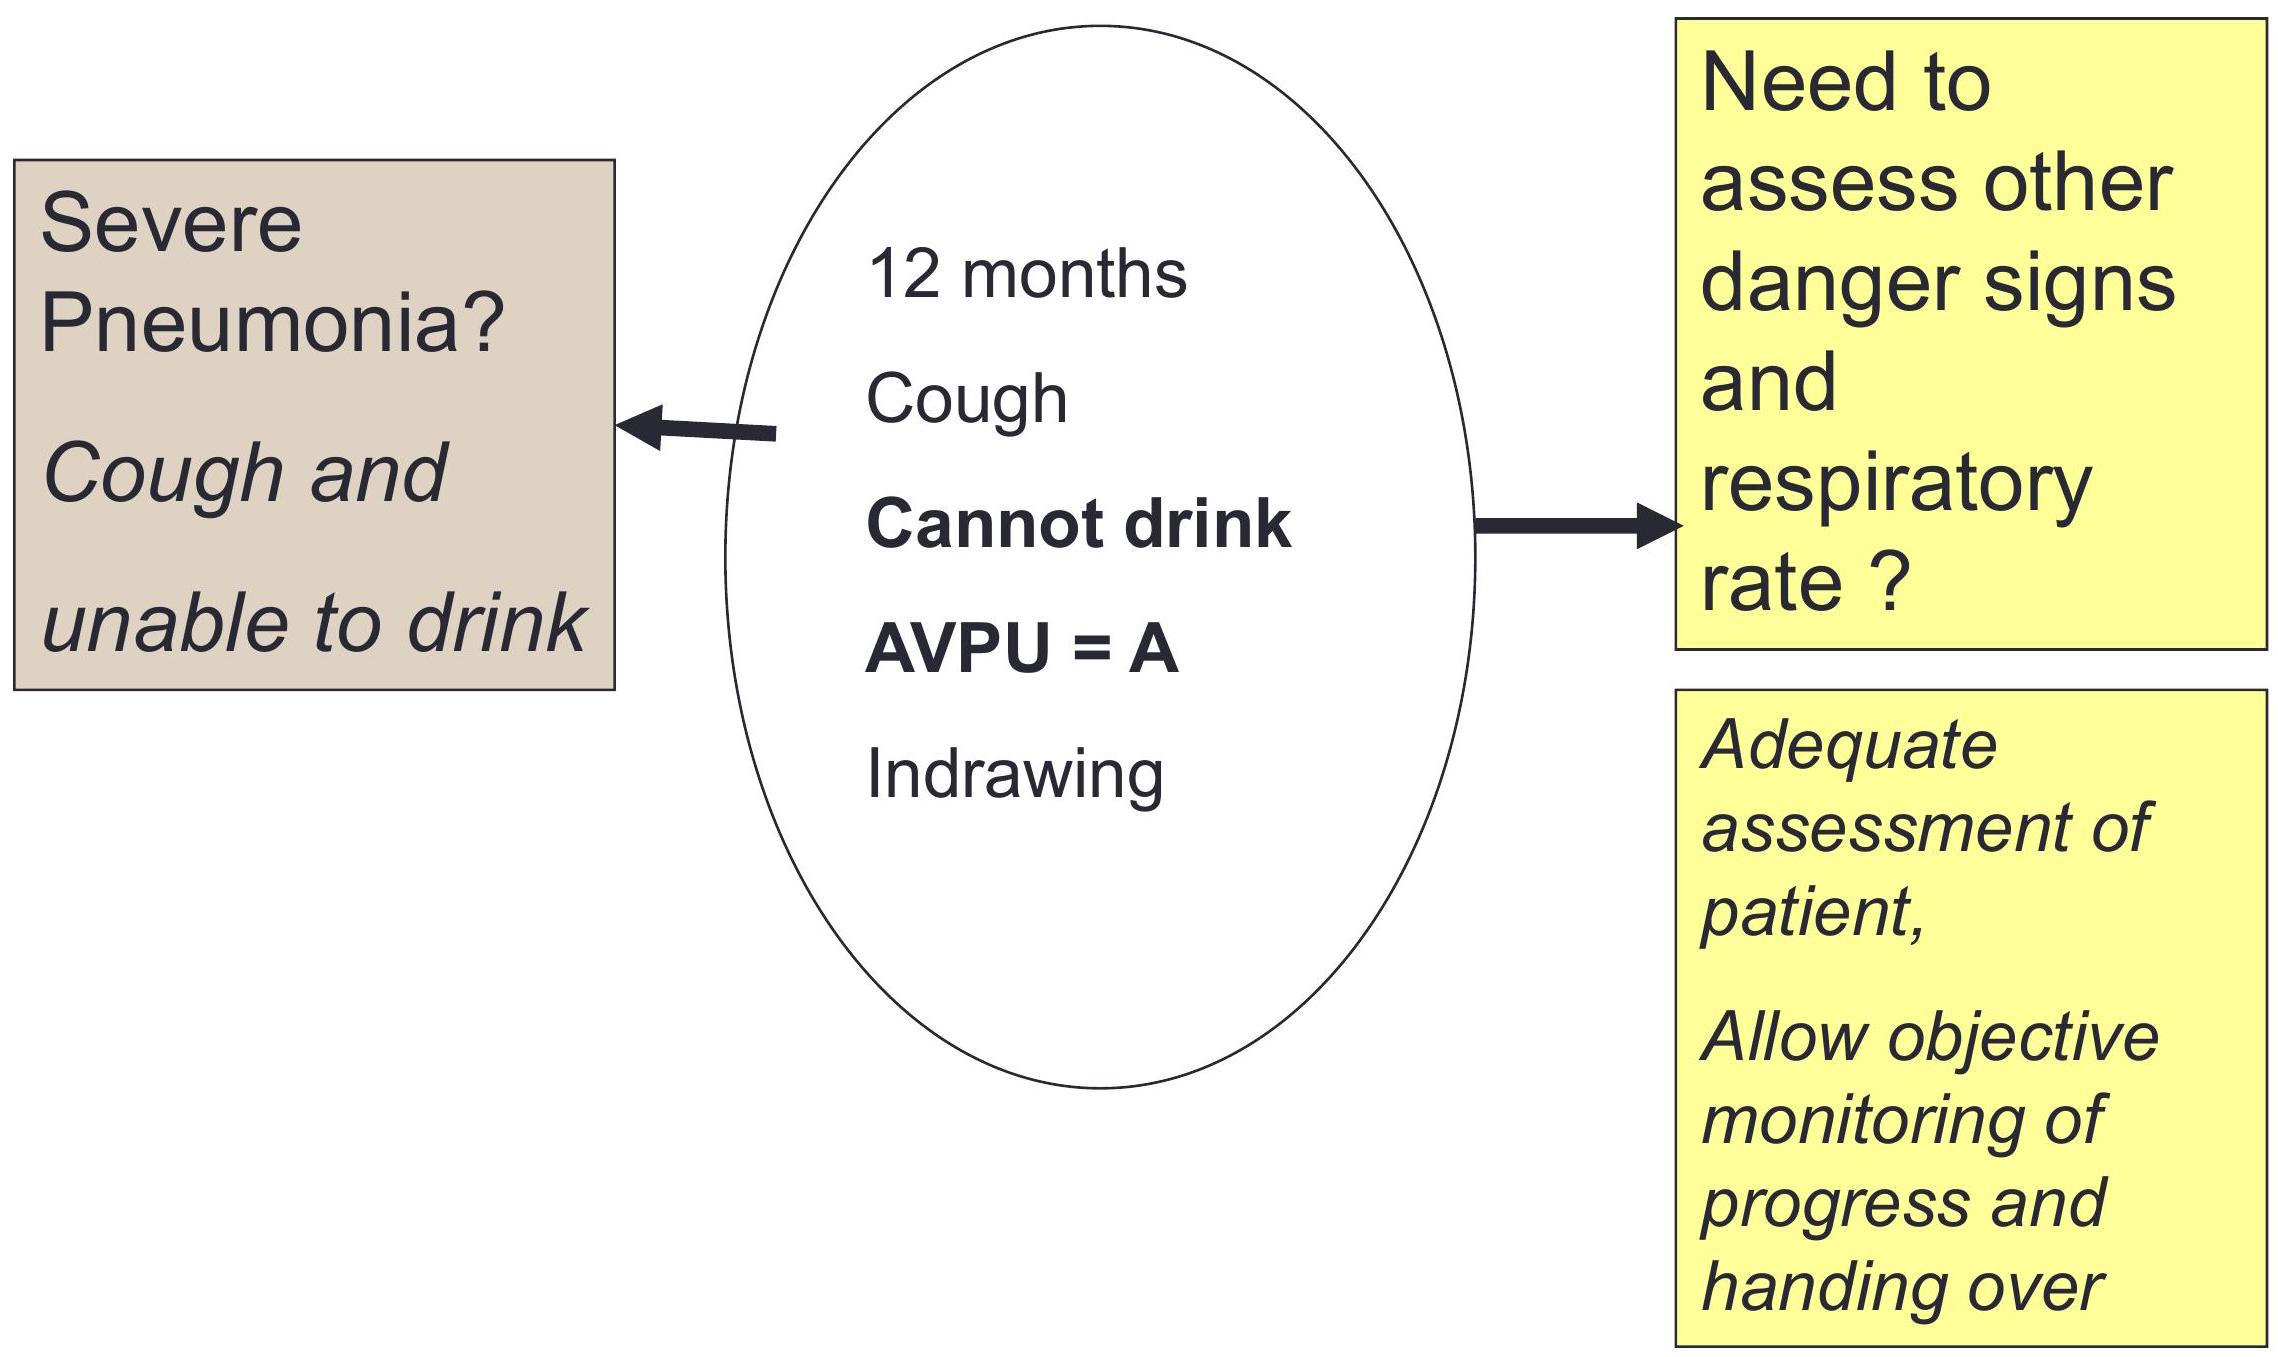 Severe
Pneumonia?
Cough and
unable to drink
12 months
Cough
Cannot drink
AVPU = A
Indrawing
Need to
assess other
danger signs
and
respiratory
rate ?
Adequate
assessment of
patient,
Allow objective
monitoring of
progress and
handing over